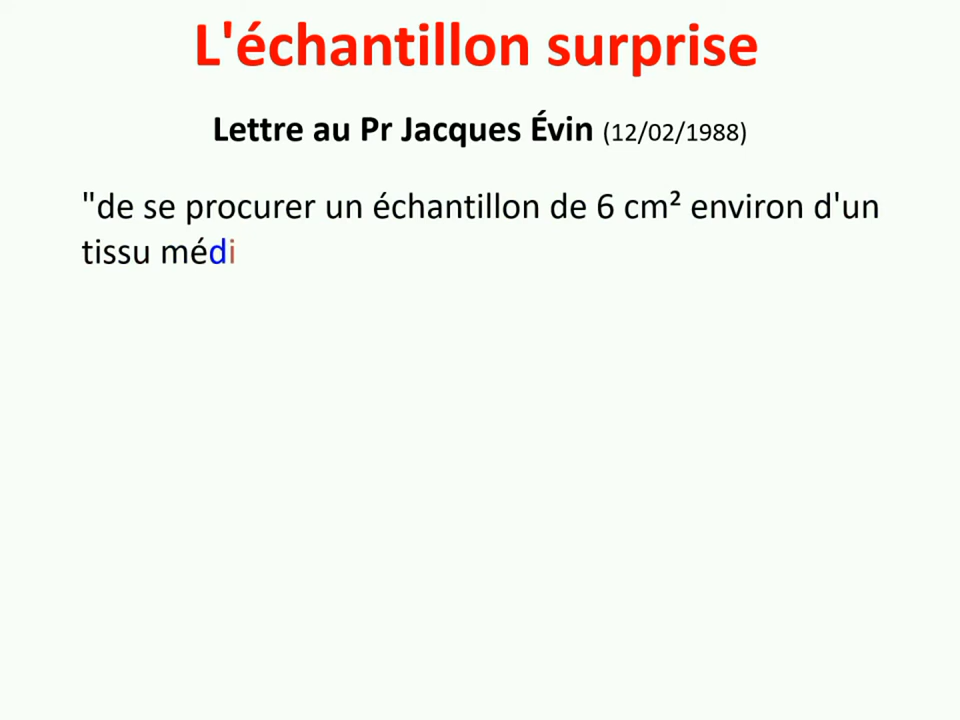 L'échantillon surprise
Lettre au Pr Jacques Évin (12/02/1988)
"de se procurer un échantillon de 6 cm² environ d'un
tissu médi